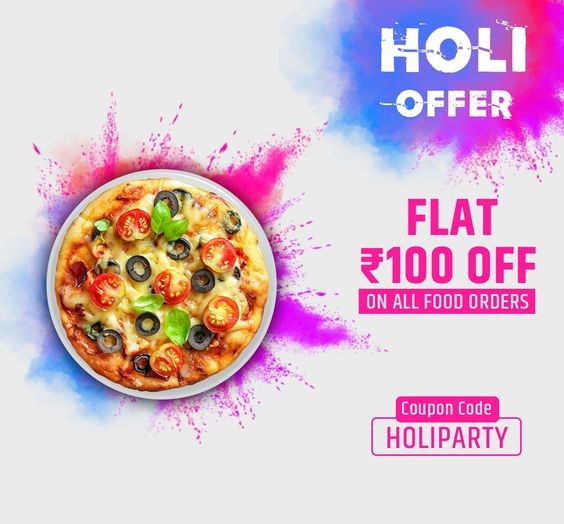 HOLI
OFFER
FLAT
₹100 OFF
ON ALL FOOD ORDERS
Coupon Code
HOLIPARTY